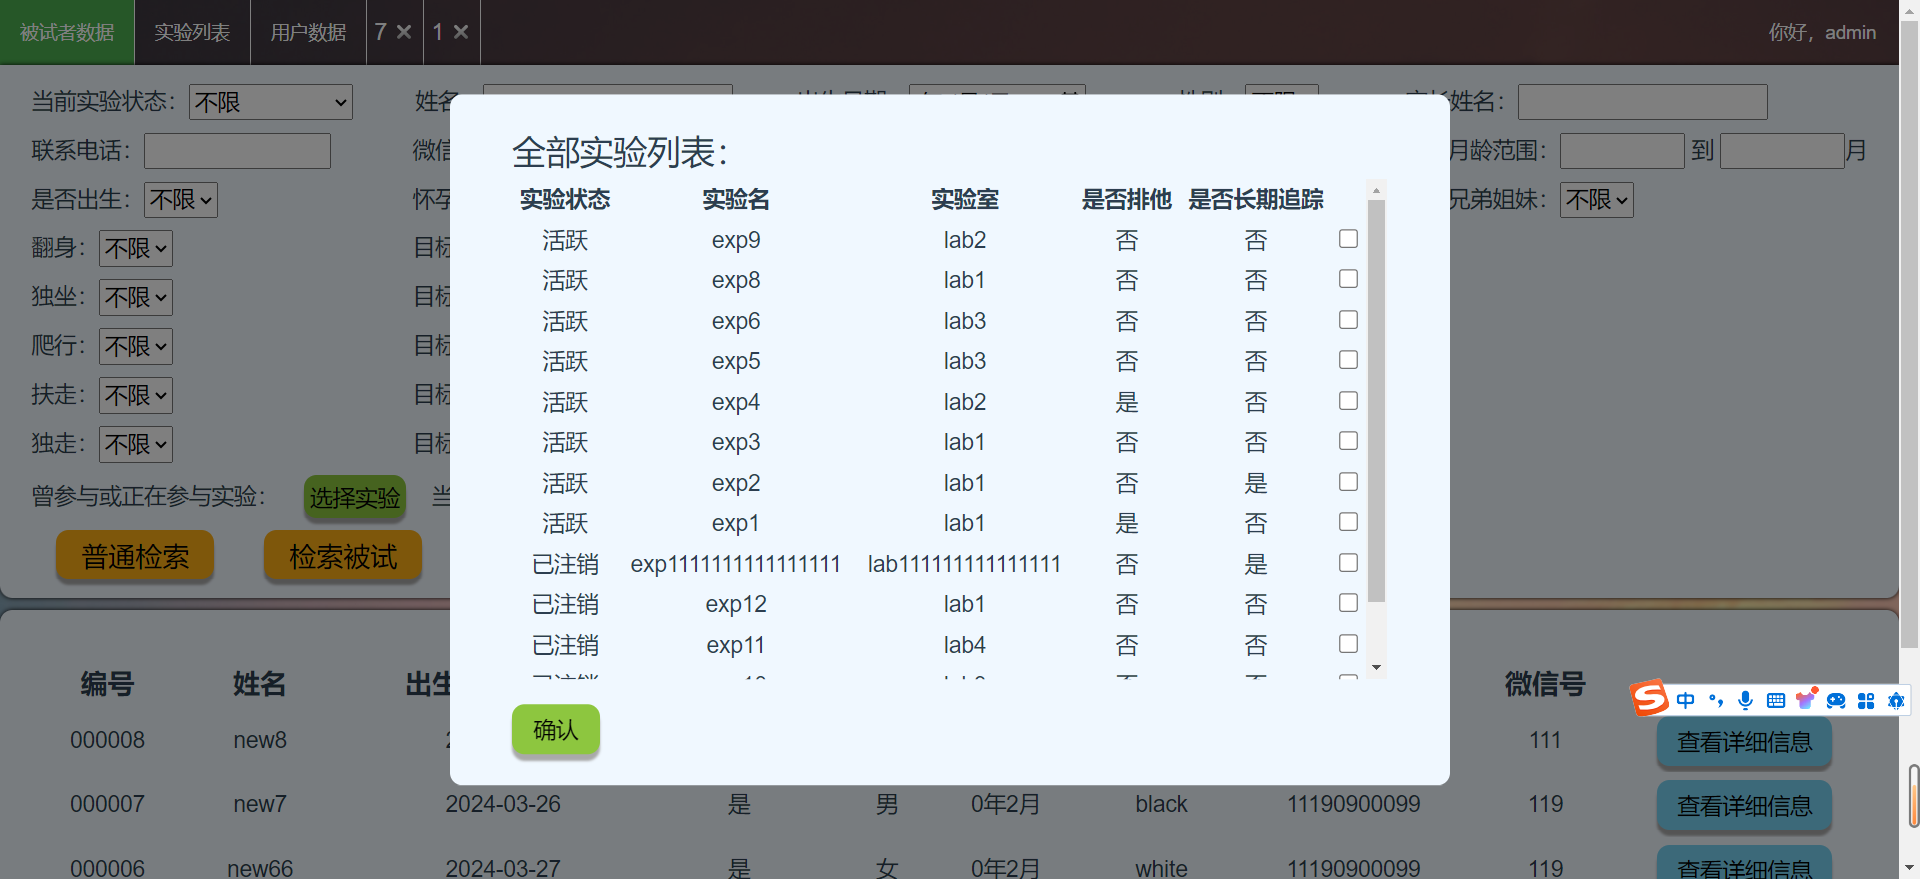 被试者数据 实验列表 用户数据 7 × 1 × 你好，admin
当前实验状态： 不限 姓名 家长姓名：
联系电话： 微信 月龄范围： 到 月
是否出生： 不限 怀孕 兄弟姐妹： 不限
翻身： 不限 目标
独坐： 不限 目标
爬行： 不限 目标
扶走： 不限 目标
独走： 不限 目标
曾参与或正在参与实验： 选择实验 当
普通检索 检索被试
全部实验列表：
实验状态 实验名 实验室 是否排他 是否长期追踪
活跃 exp9 lab2 否 否
活跃 exp8 lab1 否 否
活跃 exp6 lab3 否 否
活跃 exp5 lab3 否 否
活跃 exp4 lab2 是 否
活跃 exp3 lab1 否 否
活跃 exp2 lab1 否 是
活跃 exp1 lab1 是 否
已注销 exp1111111111111111 lab111111111111111 否 是
已注销 exp12 lab1 否 否
已注销 exp11 lab4 否 否
确认
编号 姓名 出生 微信号
000008 new8 111 查看详细信息
000007 new7 2024-03-26 是 男 0年2月 black 11190900099 119 查看详细信息
000006 new66 2024-03-27 是 女 0年2月 white 11190900099 119 查看详细信息
S 中